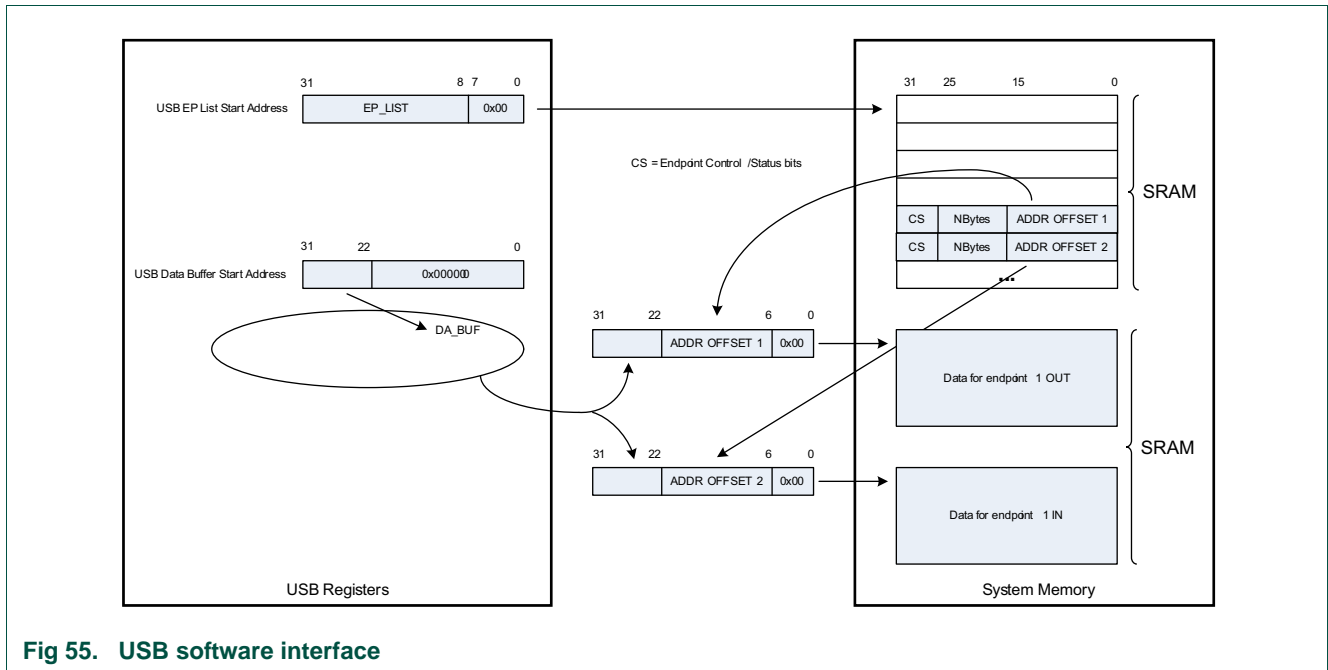 31 8 7 0
USB EP List Start Address EP_LIST 0x00
31 25 15 0
CS = Endpoint Control /Status bits
SRAM
CS NBytes ADDR OFFSET 1
CS NBytes ADDR OFFSET 2
...
31 22 0
USB Data Buffer Start Address 0x000000
DA_BUF
31 22 6 0
ADDR OFFSET 1 0x00
Data for endpoint 1 OUT
SRAM
31 22 6 0
ADDR OFFSET 2 0x00
Data for endpoint 1 IN
USB Registers
System Memory
Fig 55. USB software interface